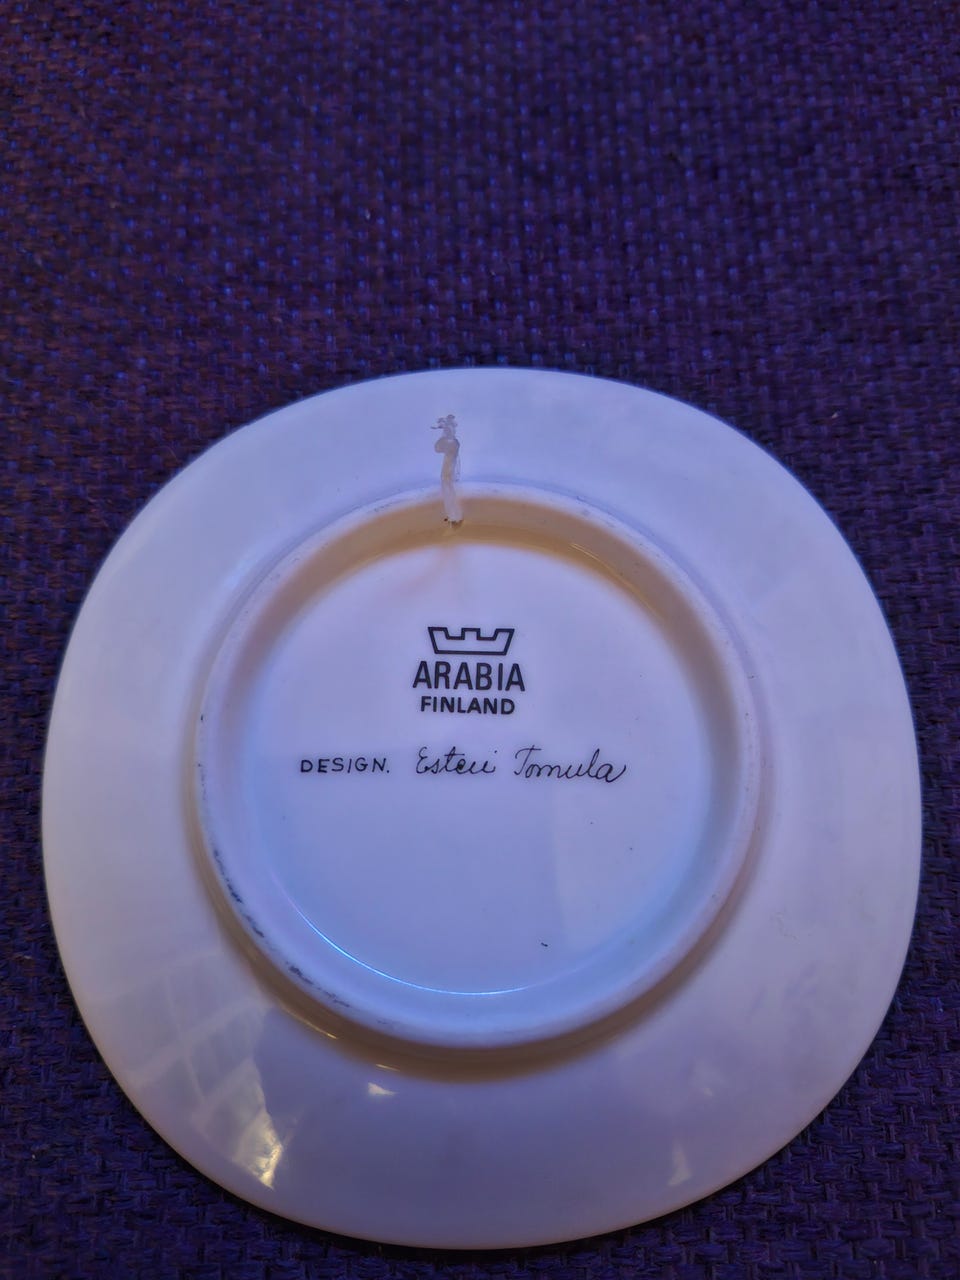 ARABIA
FINLAND
DESIGN. Esteri Tomula